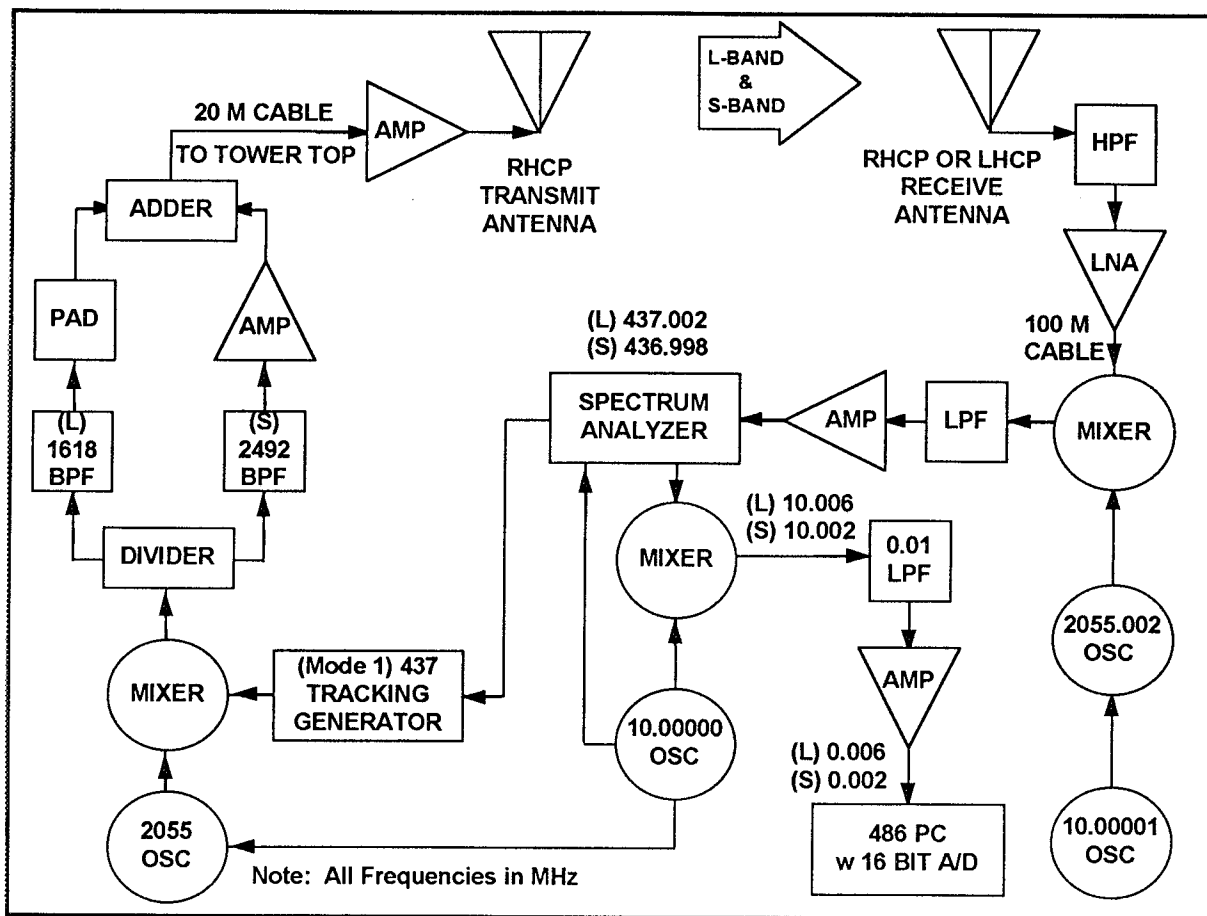 L-BAND
&
S-BAND
20 M CABLE
TO TOWER TOP
AMP
RHCP
TRANSMIT
ANTENNA
RHCP OR LHCP
RECEIVE
ANTENNA
HPF
ADDER
LNA
PAD
AMP
100 M
CABLE
(L) 437.002
(S) 436.998
SPECTRUM
ANALYZER
AMP
LPF
MIXER
(L)
1618
BPF
(S)
2492
BPF
(L) 10.006
(S) 10.002
MIXER
0.01
LPF
DIVIDER
2055.002
OSC
MIXER
(Mode 1) 437
TRACKING
GENERATOR
AMP
10.00000
OSC
(L) 0.006
(S) 0.002
2055
OSC
486 PC
w 16 BIT A/D
10.00001
OSC
Note: All Frequencies in MHz